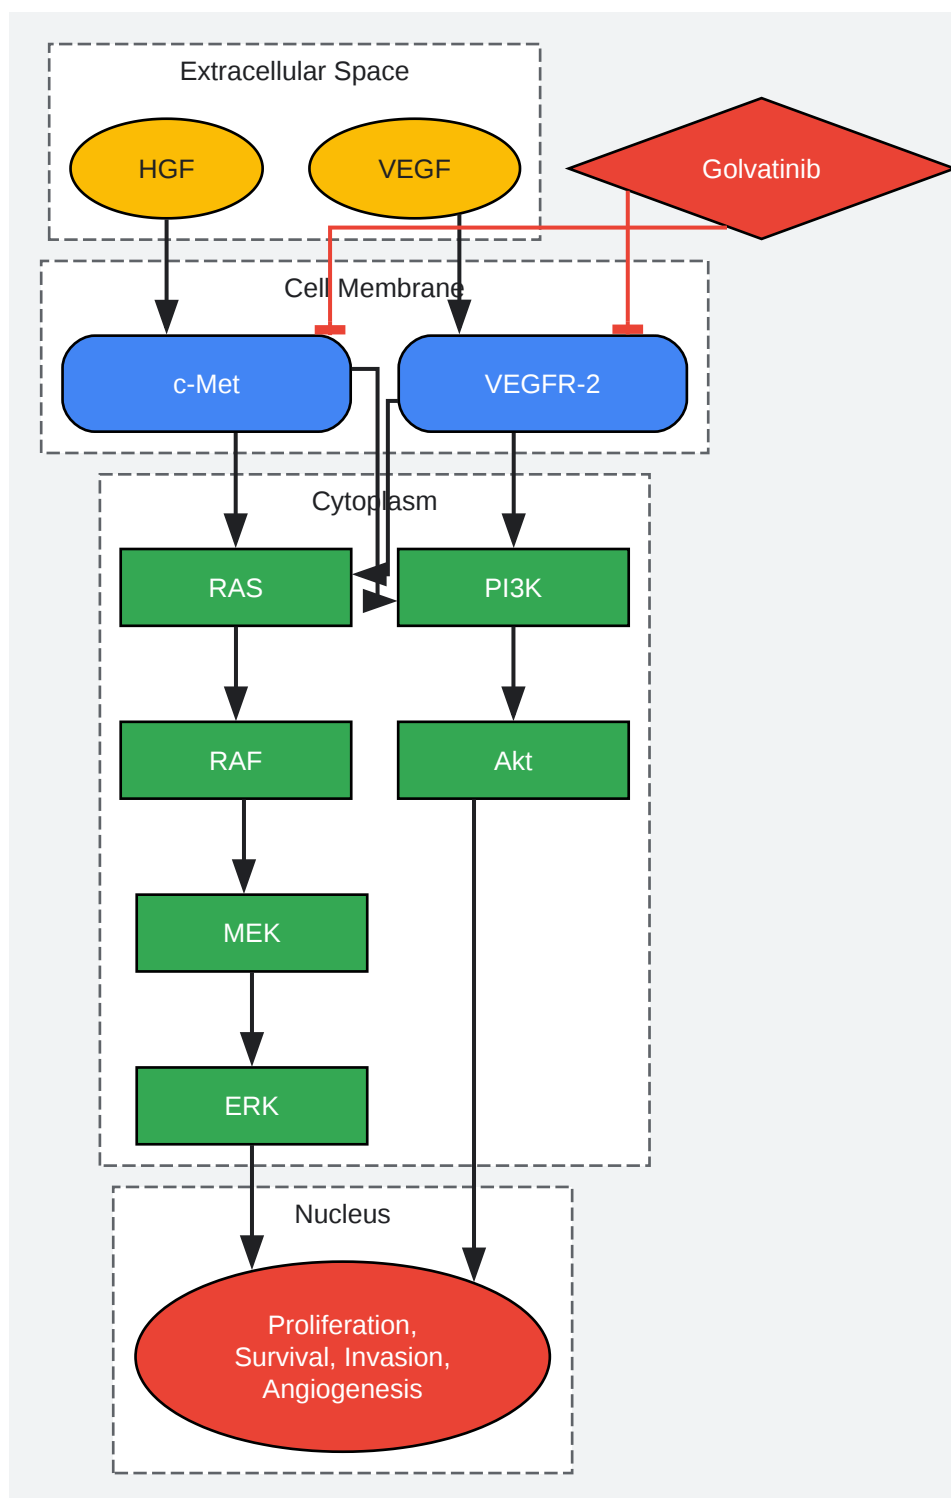 Extracellular Space
HGF
VEGF
Golvatinib
Cell Membrane
c-Met
VEGFR-2
Cytoplasm
RAS
PI3K
RAF
Akt
MEK
ERK
Nucleus
Proliferation,
Survival, Invasion,
Angiogenesis